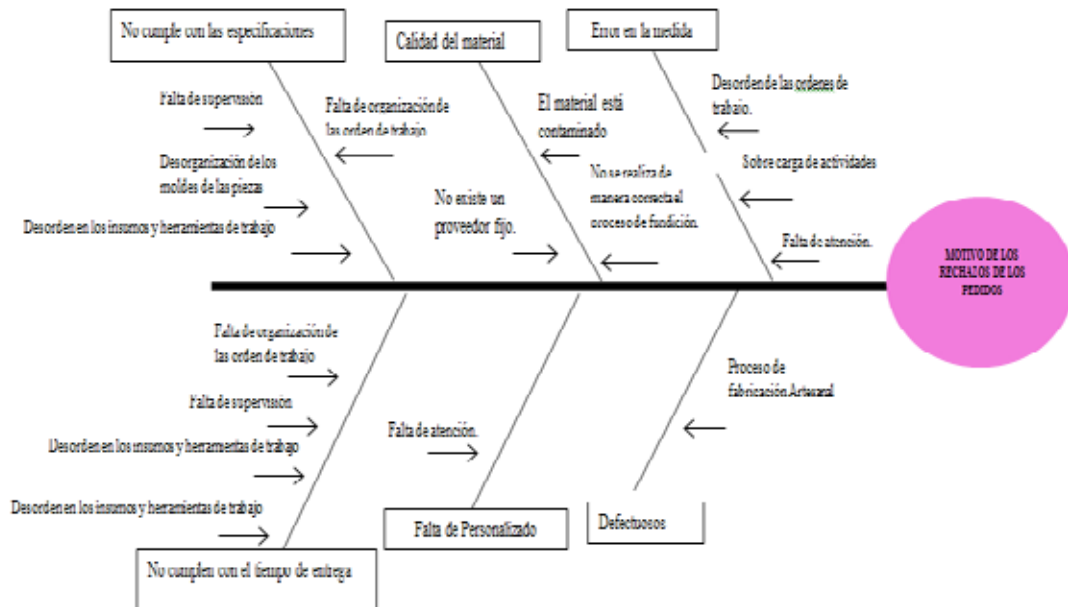 No cumple con las especificaciones
Calidad del material
Error en la medida
Falta de supervisión
Falta de organización de
las orden de trabajo
Desorganización de los
moldes de las piezas
Desorden en los insumos y herramientas de trabajo
El material está
contaminado
No existe un
proveedor fijo.
No se realiza de
manera correcta el
proceso de fundición.
Desorden de las ordenes de
trabajo.
Sobre carga de actividades
Falta de atención.
MOTIVO DE LOS
RECHAZOS DE LOS
PEDIDOS
Falta de organización de
las orden de trabajo
Falta de supervisión
Desorden en los insumos y herramientas de trabajo
Desorden en los insumos y herramientas de trabajo
Falta de atención.
Proceso de
fabricación Artesanal
No cumplen con el tiempo de entrega
Falta de Personalizado
Defectuosos